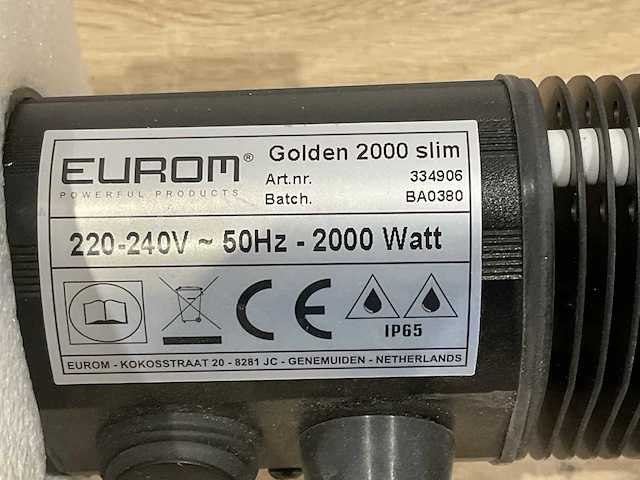 EUROM® Golden 2000 slim
POWERFUL PRODUCTS
Art.nr. 334906
Batch. BA0380
220-240V ~ 50Hz - 2000 Watt
CE
IP65
EUROM - KOKOSSTRAAT 20 - 8281 JC - GENEMUIDEN - NETHERLANDS